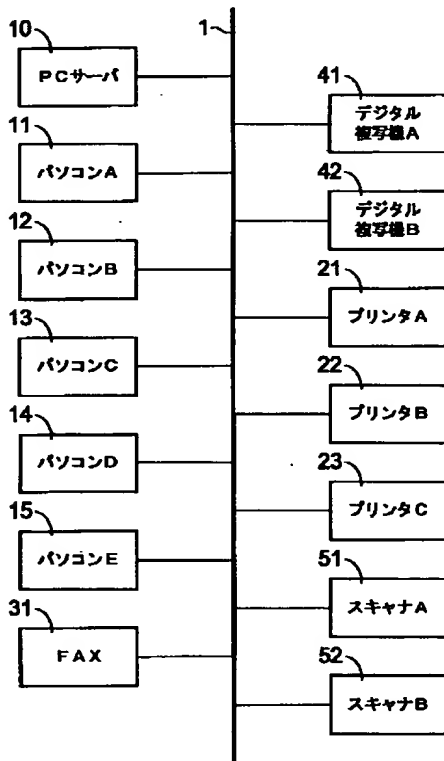 10
PCサーバ
11
パソコンA
12
パソコンB
13
パソコンC
14
パソコンD
15
パソコンE
31
FAX
1
41
デジタル
複写機A
42
デジタル
複写機B
21
プリンタA
22
プリンタB
23
プリンタC
51
スキャナA
52
スキャナB